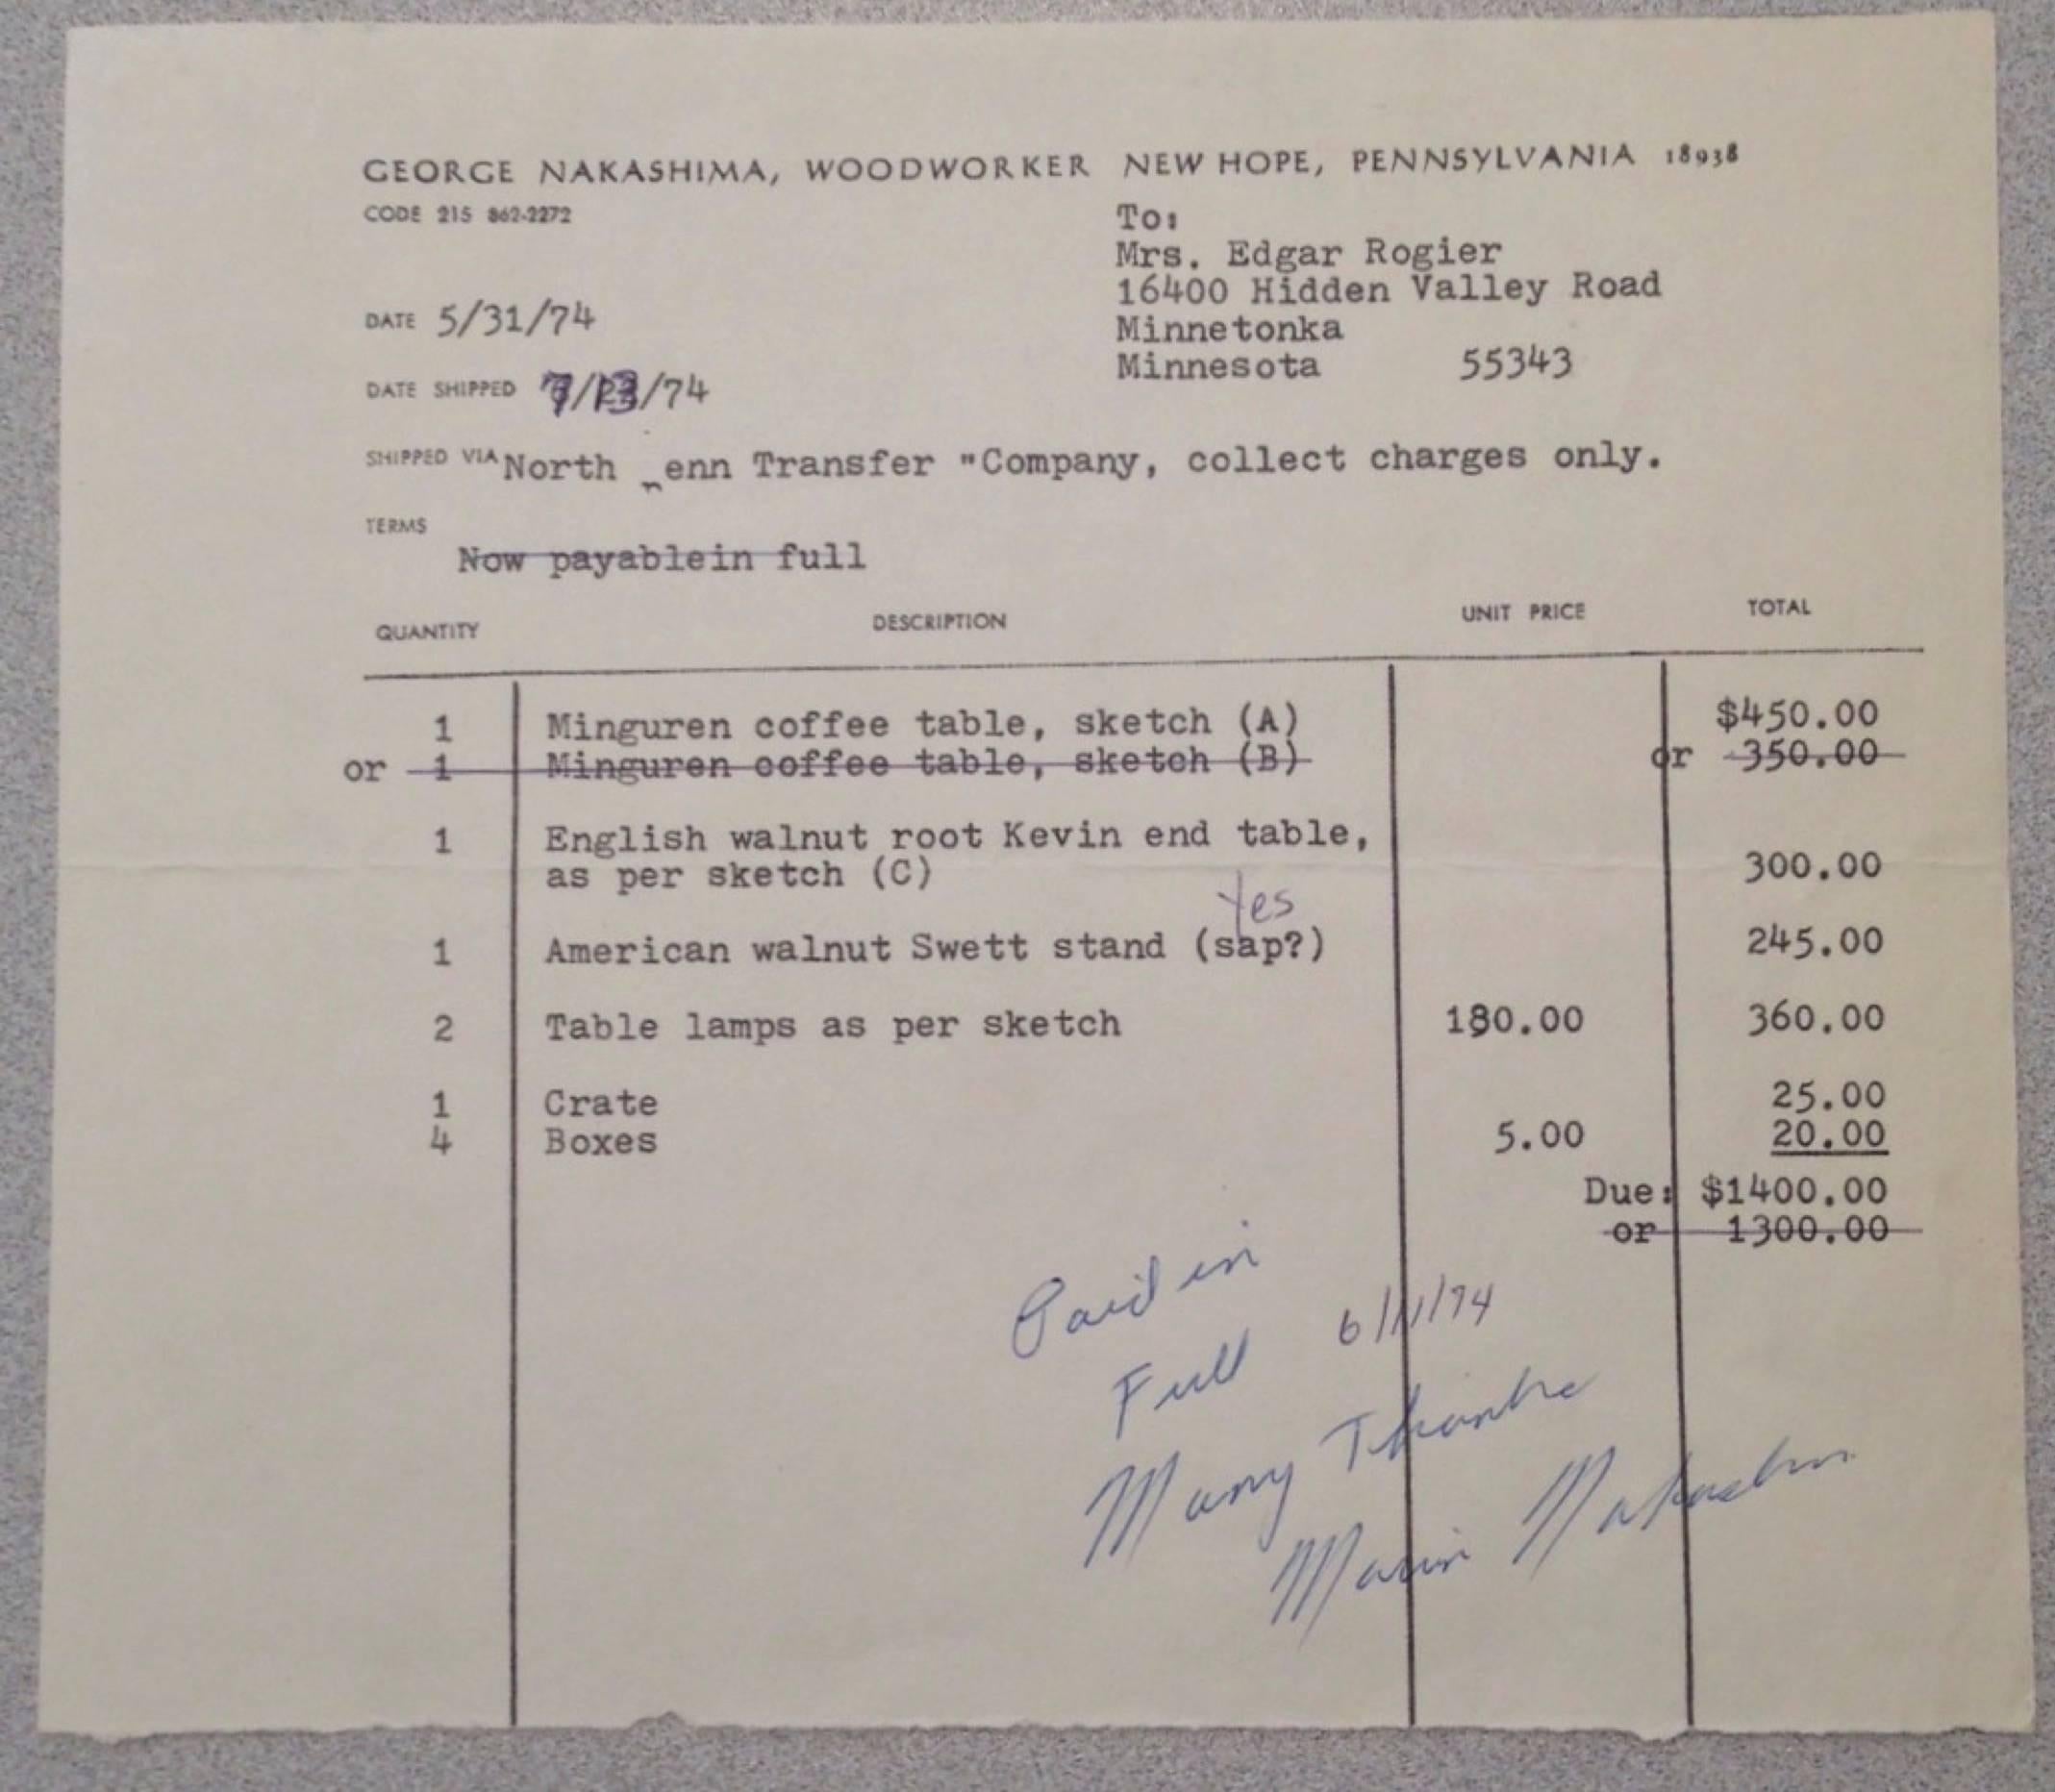 GEORGE NAKASHIMA, WOODWORKER NEW HOPE, PENNSYLVANIA 18938
CODE 215 862-2272
To:
Mrs. Edgar Rogier
16400 Hidden Valley Road
Minnetonka
Minnesota 55343
DATE 5/31/74
DATE SHIPPED 7/13/74
SHIPPED VIA North enn Transfer "Company, collect charges only.
TERMS
Now payablein full
QUANTITY DESCRIPTION UNIT PRICE TOTAL
1 Minguren coffee table, sketch (A) $450.00
or 1 Minguren coffee table, sketch (B) or 350.00
1 English walnut root Kevin end table,
as per sketch (C) 300.00
Yes
1 American walnut Swett stand (sap?) 245.00
2 Table lamps as per sketch 180.00 360.00
1 Crate 25.00
4 Boxes 5.00 20.00
Due: $1400.00
or 1300.00
Paid in
Full 6/11/74
Many Thanks
Nakashima